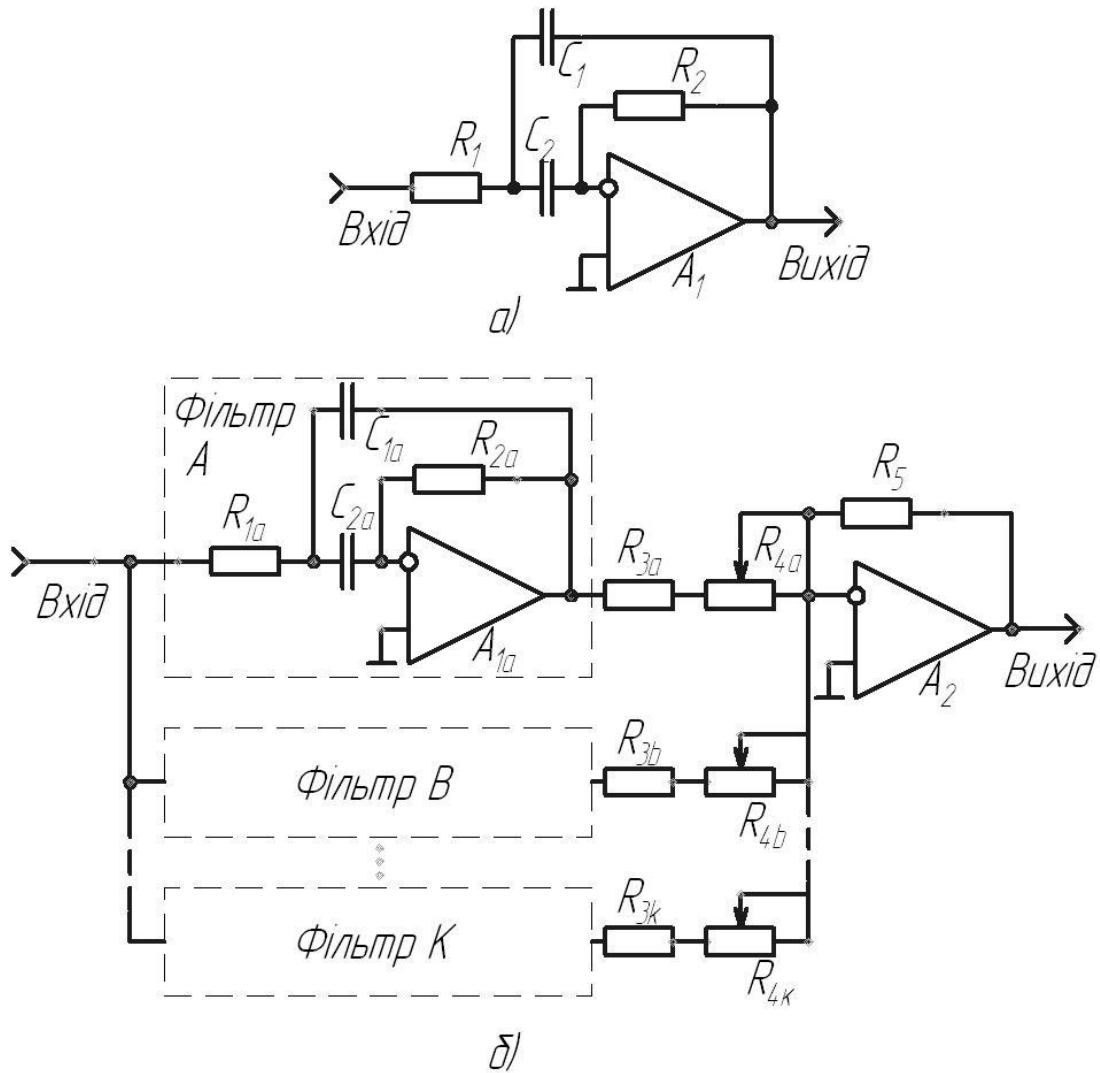 C1
R2
R1
C2
Вхід
A1
Вихід
а)
Фільтр
А
C1a
R2a
R1a
C2a
R5
R3a
R4a
Вхід
A1a
A2
Вихід
Фільтр В
R3b
R4b
Фільтр К
R3k
R4k
б)